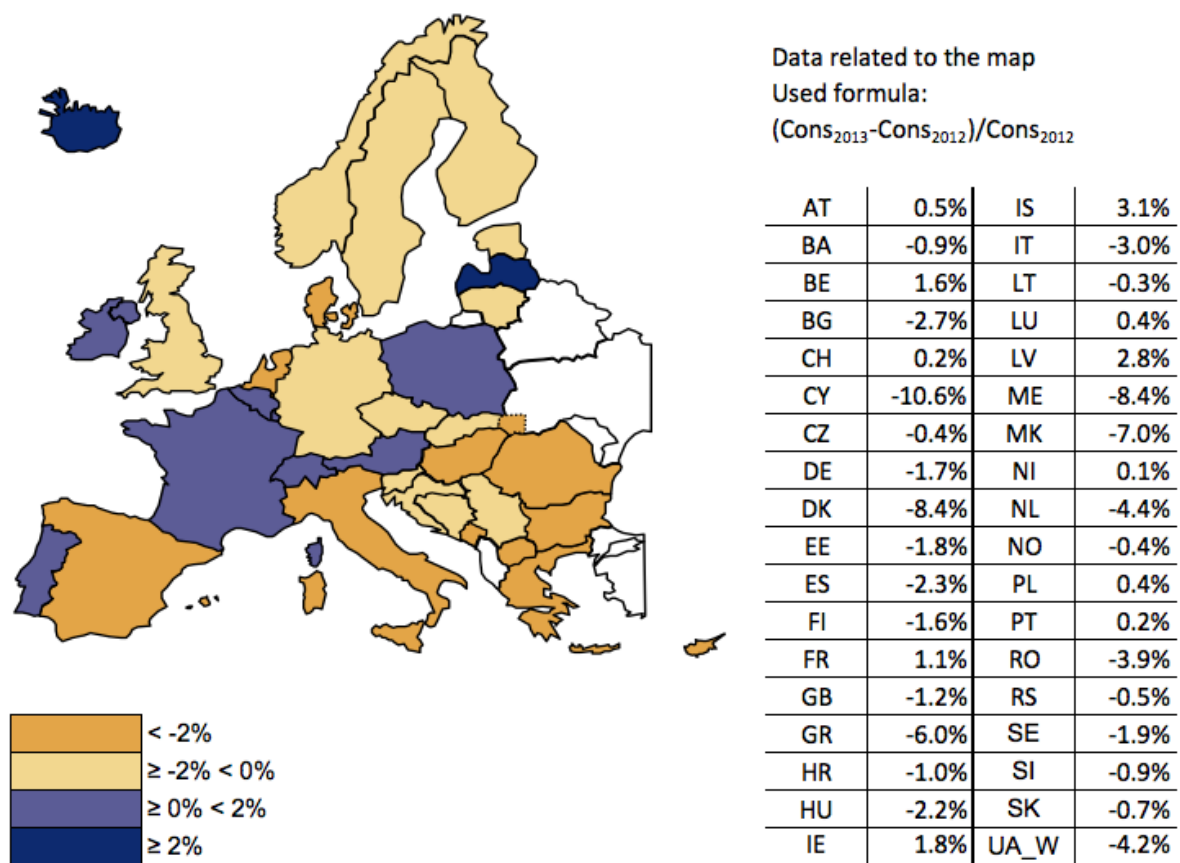 Data related to the map
Used formula:
(Cons2013-Cons2012)/Cons2012
AT 0.5% IS 3.1%
BA -0.9% IT -3.0%
BE 1.6% LT -0.3%
BG -2.7% LU 0.4%
CH 0.2% LV 2.8%
CY -10.6% ME -8.4%
CZ -0.4% MK -7.0%
DE -1.7% NI 0.1%
DK -8.4% NL -4.4%
EE -1.8% NO -0.4%
ES -2.3% PL 0.4%
FI -1.6% PT 0.2%
FR 1.1% RO -3.9%
GB -1.2% RS -0.5%
GR -6.0% SE -1.9%
HR -1.0% SI -0.9%
HU -2.2% SK -0.7%
IE 1.8% UA_W -4.2%
< -2%
≥ -2% < 0%
≥ 0% < 2%
≥ 2%